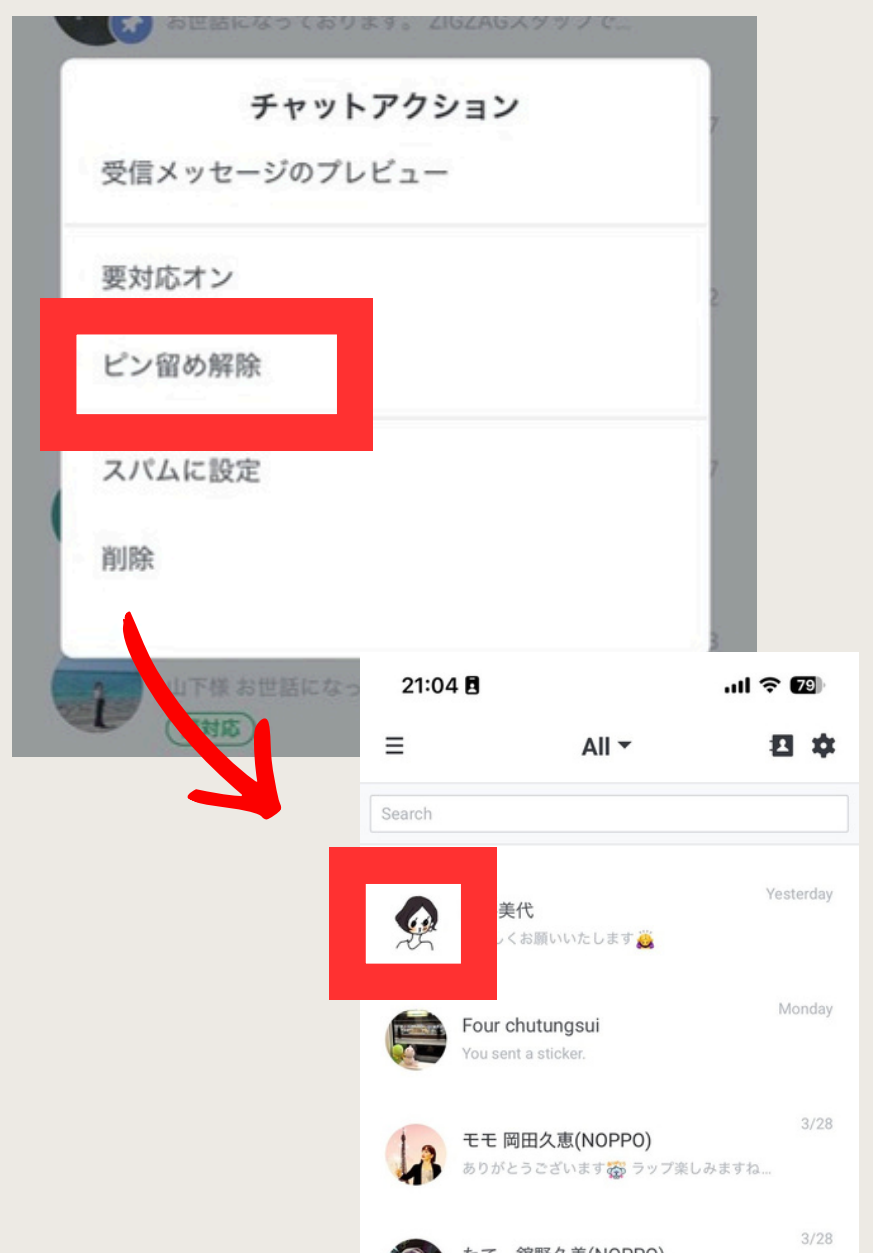 お世話になっております。 ZIGZAGスタッフで...
チャットアクション
受信メッセージのプレビュー
要対応オン
ピン留め解除
スパムに設定
削除
山下様 お世話になっ
対応
21:04
79
All
Search
美代
Yesterday
くお願いいたします🙇
Four chutungsui
Monday
You sent a sticker.
モモ 岡田久恵(NOPPO)
3/28
ありがとうございます ラップ楽しみますね...
3/28